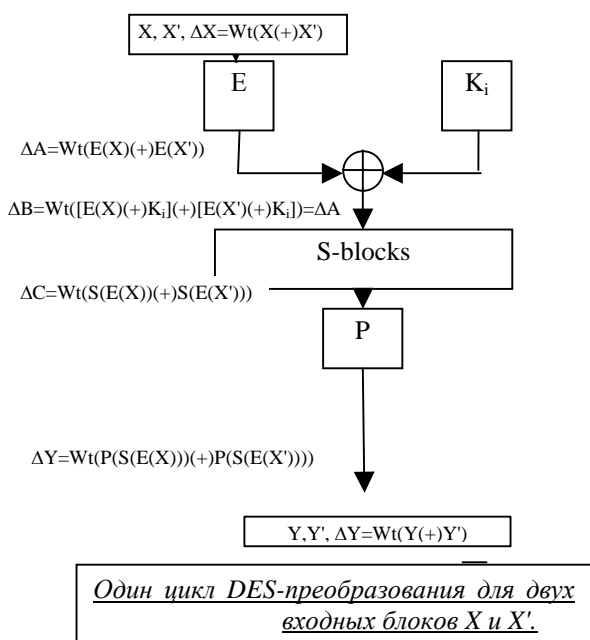 X, X', ΔX=Wt(X(+)X')
E
Ki
ΔA=Wt(E(X)(+)E(X'))
ΔB=Wt([E(X)(+)Ki](+)[E(X')(+)Ki])=ΔA
S-blocks
ΔC=Wt(S(E(X))(+)S(E(X')))
P
ΔY=Wt(P(S(E(X)))(+)P(S(E(X'))))
Y,Y', ΔY=Wt(Y(+)Y')
Один цикл DES-преобразования для двух
входных блоков X и X'.